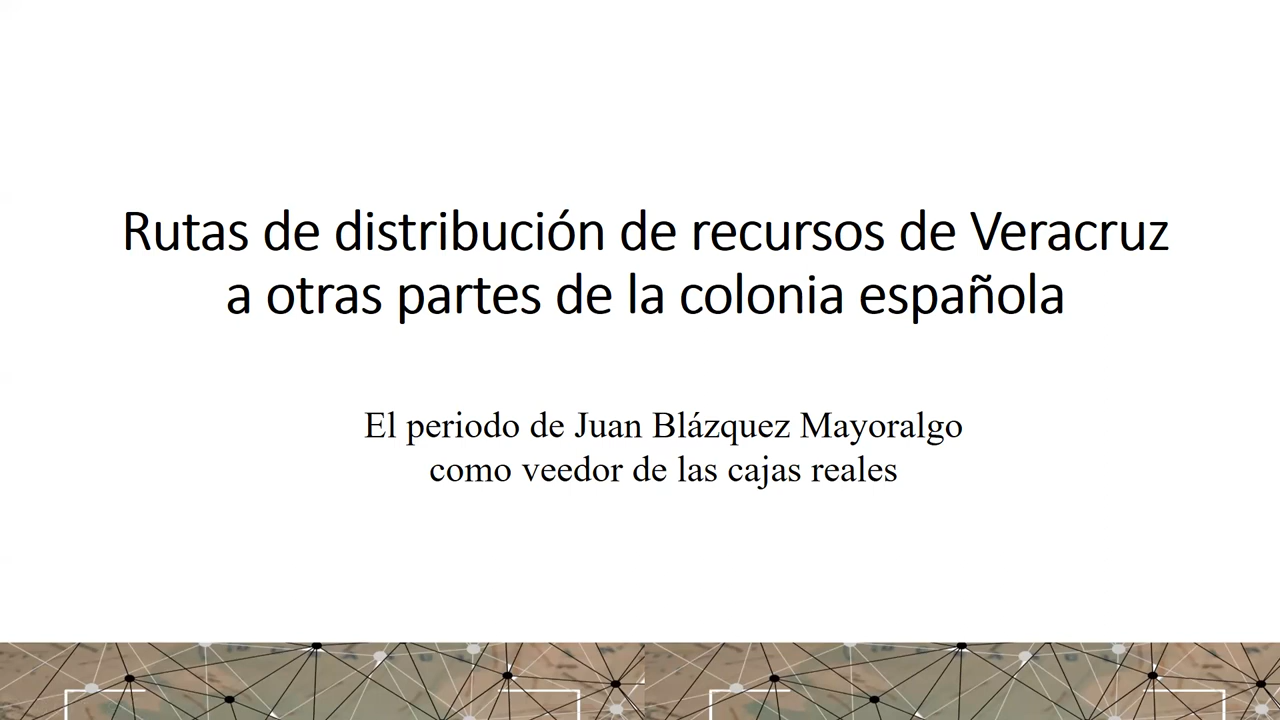 Rutas de distribución de recursos de Veracruz
a otras partes de la colonia española
El periodo de Juan Blázquez Mayoralgo
como veedor de las cajas reales